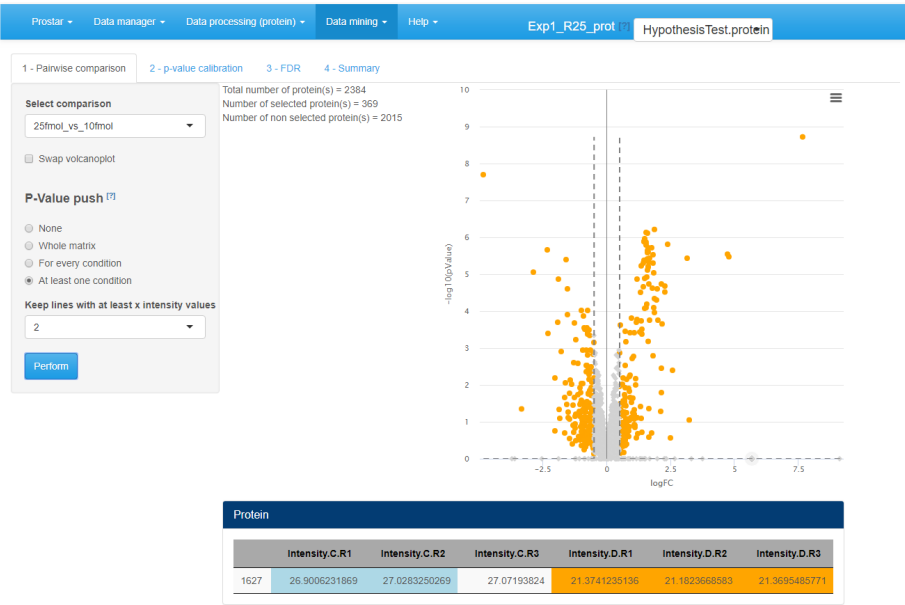 Prostar Data manager Data processing (protein) Data mining Help Exp1_R25_prot [?] HypothesisTest.protein
1 - Pairwise comparison 2 - p-value calibration 3 - FDR 4 - Summary
Select comparison
25fmol_vs_10fmol
Swap volcanoplot
P-Value push [?]
None
Whole matrix
For every condition
At least one condition
Keep lines with at least x intensity values
2
Perform
Total number of protein(s) = 2384
Number of selected protein(s) = 369
Number of non selected protein(s) = 2015
-log10(pValue)
10
9
8
7
6
5
4
3
2
1
0
−2.5 0 2.5 5 7.5
logFC
Protein
Intensity.C.R1 Intensity.C.R2 Intensity.C.R3 Intensity.D.R1 Intensity.D.R2 Intensity.D.R3
1627 26.9006231869 27.0283250269 27.07193824 21.3741235136 21.1823668583 21.3695485771